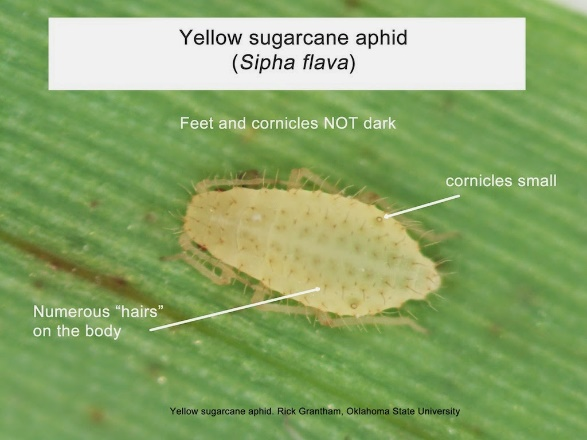 Yellow sugarcane aphid
(Sipha flava)
Feet and cornicles NOT dark
cornicles small
Numerous “hairs”
on the body
Yellow sugarcane aphid. Rick Grantham, Oklahoma State University